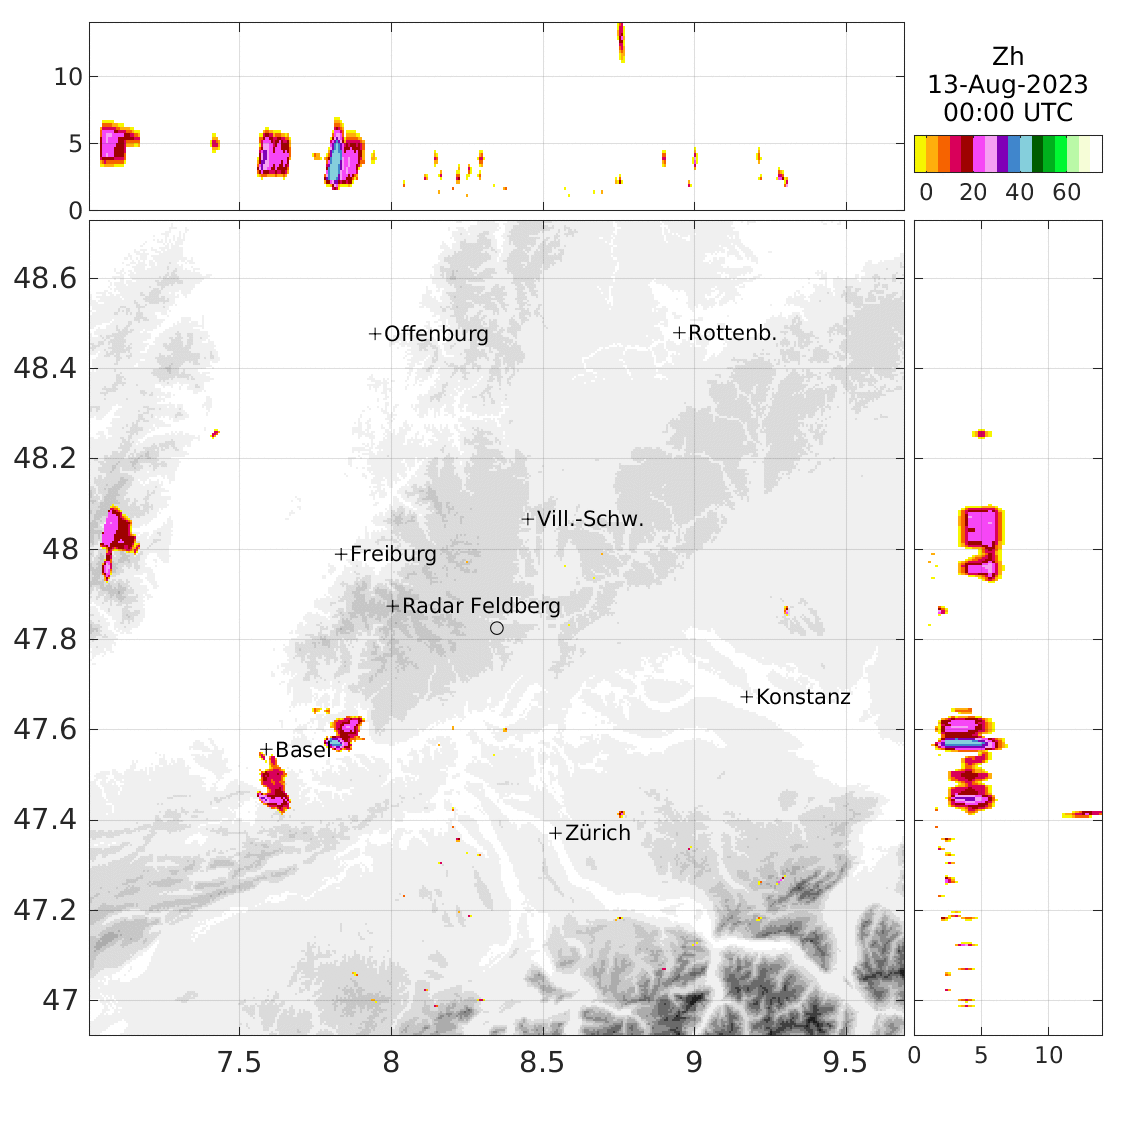 10
5
0
Zh
13-Aug-2023
00:00 UTC
0 20 40 60
48.6
48.4
48.2
48
47.8
47.6
47.4
47.2
47
+Offenburg
+Rottenb.
+Vill.-Schw.
+Freiburg
+Radar Feldberg
+Konstanz
+Basel
+Zürich
7.5 8 8.5 9 9.5
0 5 10